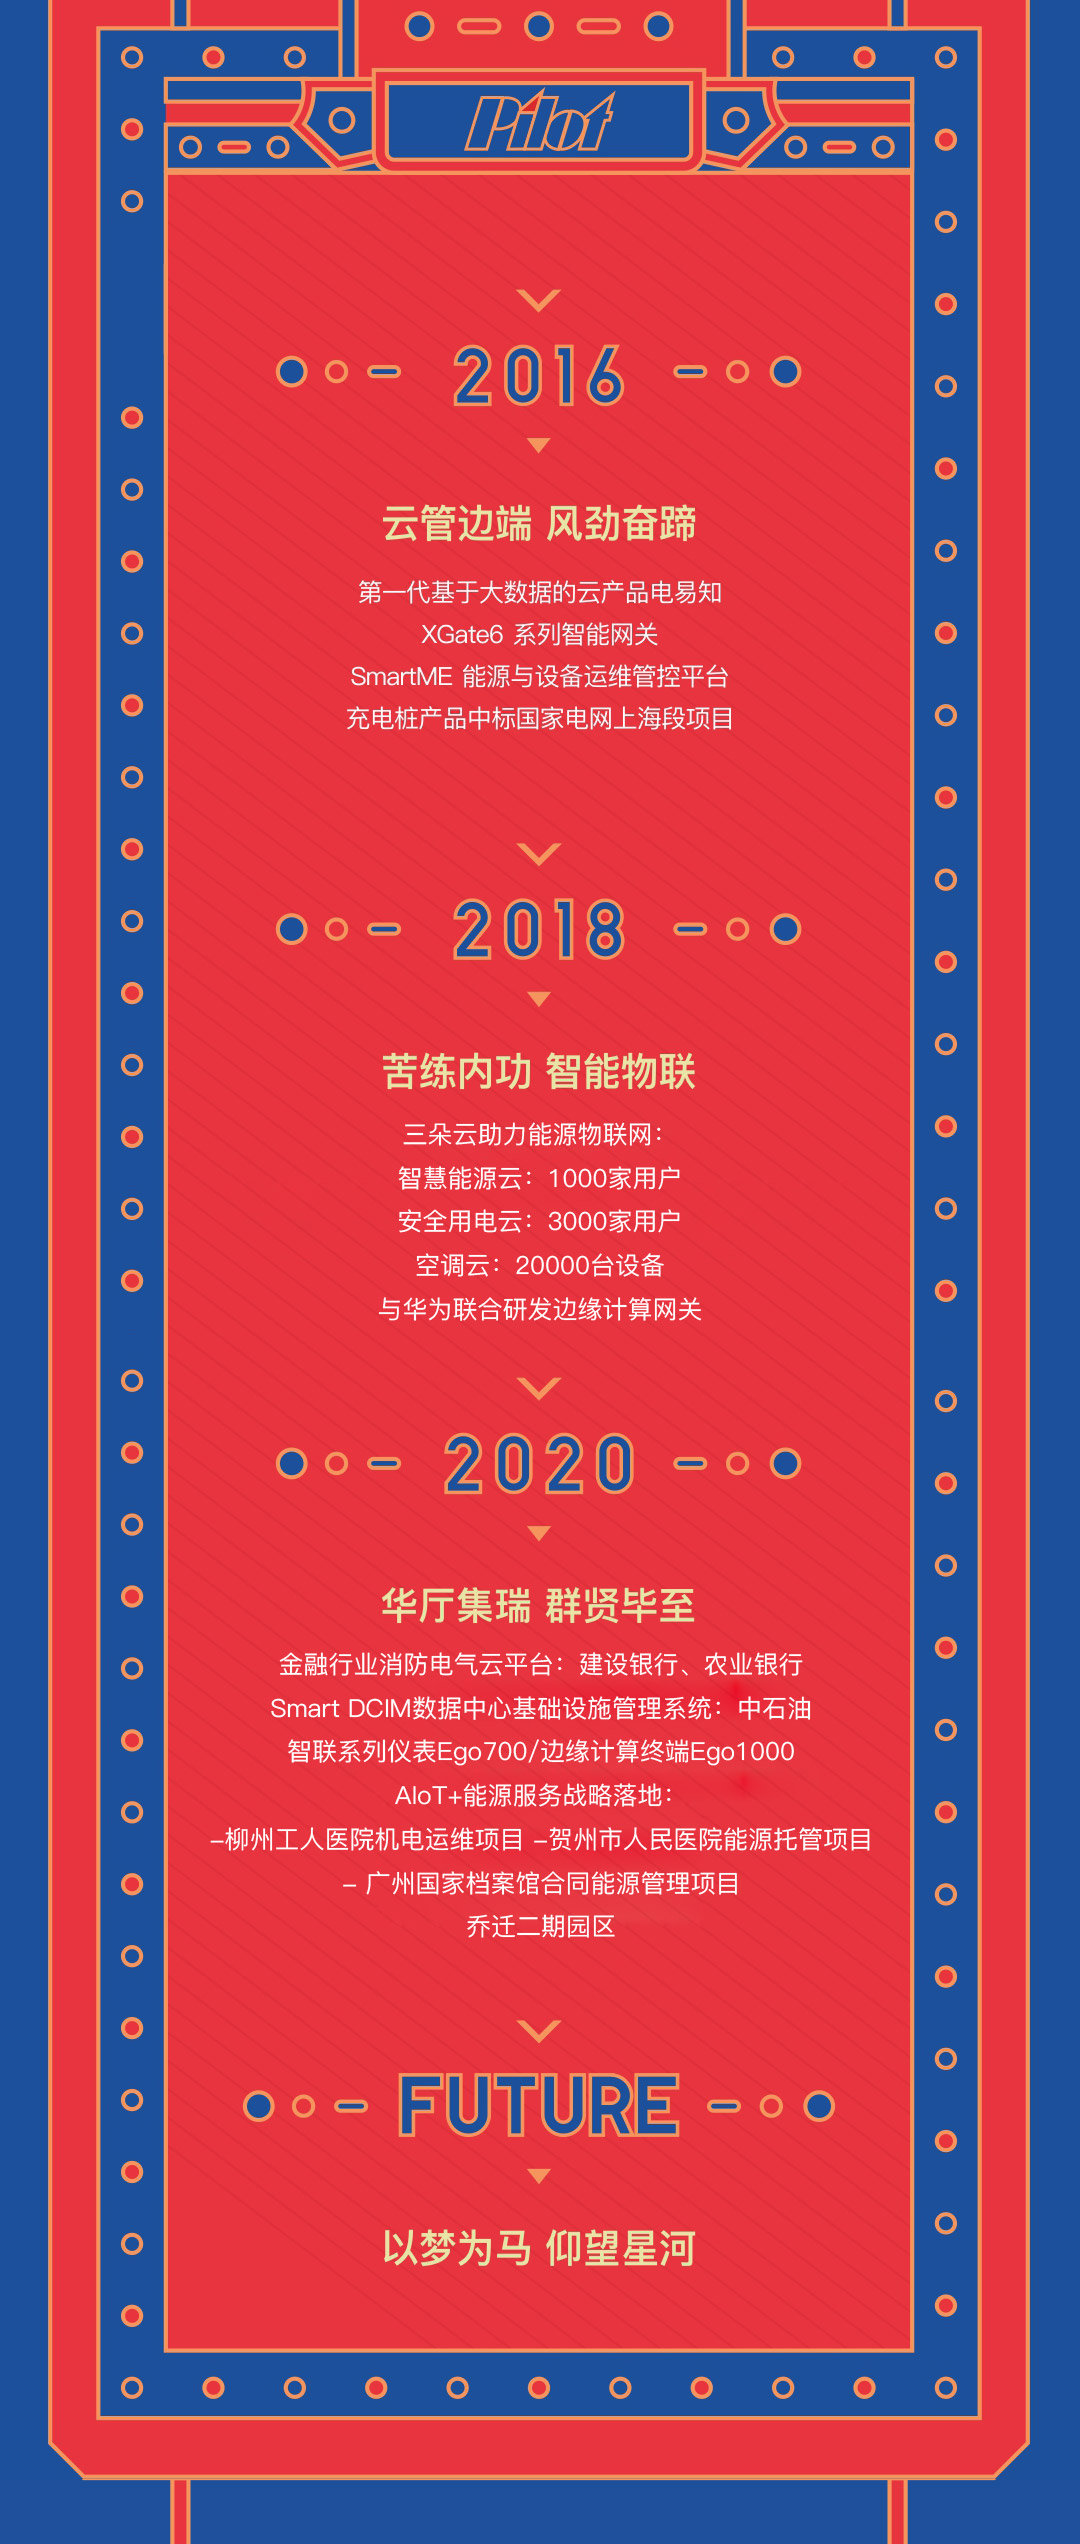 Pilot
2016
云管边端 风劲奋蹄
第一代基于大数据的云产品电易知
XGate6 系列智能网关
SmartME 能源与设备运维管控平台
充电桩产品中标国家电网上海段项目
2018
苦练内功 智能物联
三朵云助力能源物联网：
智慧能源云：1000家用户
安全用电云：3000家用户
空调云：20000台设备
与华为联合研发边缘计算网关
2020
华厅集瑞 群贤毕至
金融行业消防电气云平台：建设银行、农业银行
Smart DCIM数据中心基础设施管理系统：中石油
智联系列仪表Ego700/边缘计算终端Ego1000
AIoT+能源服务战略落地：
-柳州工人医院机电运维项目 -贺州市人民医院能源托管项目
- 广州国家档案馆合同能源管理项目
乔迁二期园区
FUTURE
以梦为马 仰望星河